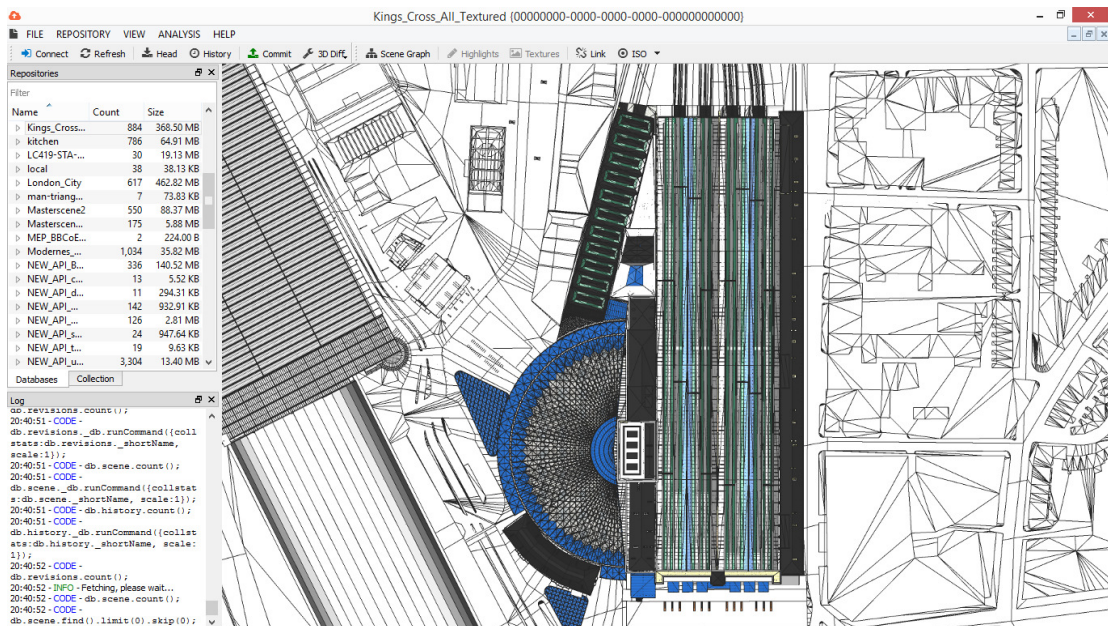 Kings_Cross_All_Textured {00000000-0000-0000-0000-000000000000}
FILE REPOSITORY VIEW ANALYSIS HELP
Connect Refresh Head History Commit 3D Diff Scene Graph Highlights Textures Link ISO
Repositories
Filter
Name Count Size
Kings_Cross... 884 368.50 MB
kitchen 786 64.91 MB
LC419-STA-... 30 19.13 MB
local 38 38.13 KB
London_City 617 462.82 MB
man-triang... 7 73.83 KB
Masterscene2 550 88.37 MB
Masterscen... 175 5.88 MB
MEP_BBCoE... 2 224.00 B
Modernes_... 1,034 35.82 MB
NEW_API_B... 336 140.52 MB
NEW_API_c... 13 5.52 KB
NEW_API_d... 11 294.31 KB
NEW_API_... 142 932.91 KB
NEW_API_... 126 2.81 MB
NEW_API_s... 24 947.64 KB
NEW_API_t... 19 9.63 KB
NEW_API_u... 3,304 13.40 MB
Databases Collection
Log
db.revisions.count();
20:40:51 - CODE -
db.revisions._db.runCommand({coll
stats:db.revisions._shortName,
scale:1});
20:40:51 - CODE - db.scene.count();
20:40:51 - CODE -
db.scene._db.runCommand({collstat
s:db.scene._shortName, scale:1});
20:40:51 - CODE - db.history.count();
20:40:51 - CODE -
db.history._db.runCommand({collst
ats:db.history._shortName, scale:
1});
20:40:52 - CODE -
db.revisions.count();
20:40:52 - INFO - Fetching, please wait...
20:40:52 - CODE - db.scene.count();
20:40:52 - CODE -
db.scene.find().limit(0).skip(0);